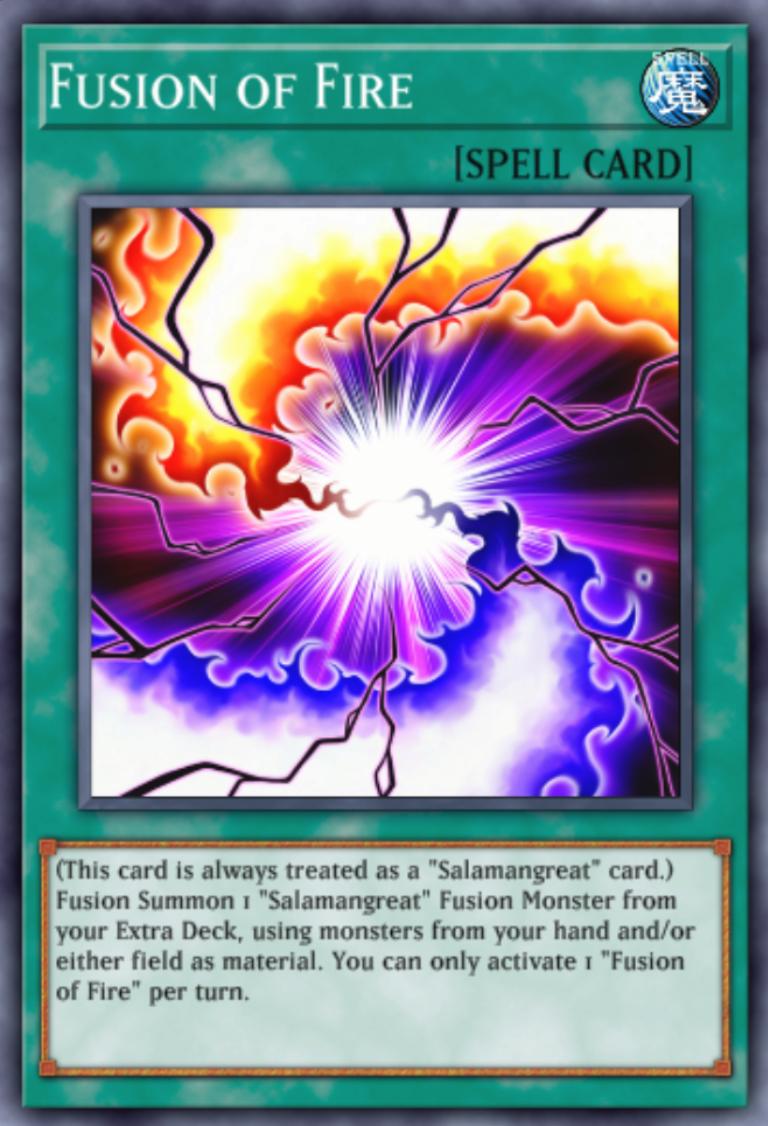 FUSION OF FIRE
SPELL
魔
[SPELL CARD]
(This card is always treated as a "Salamangreat" card.)
Fusion Summon 1 "Salamangreat" Fusion Monster from
your Extra Deck, using monsters from your hand and/or
either field as material. You can only activate 1 "Fusion
of Fire" per turn.